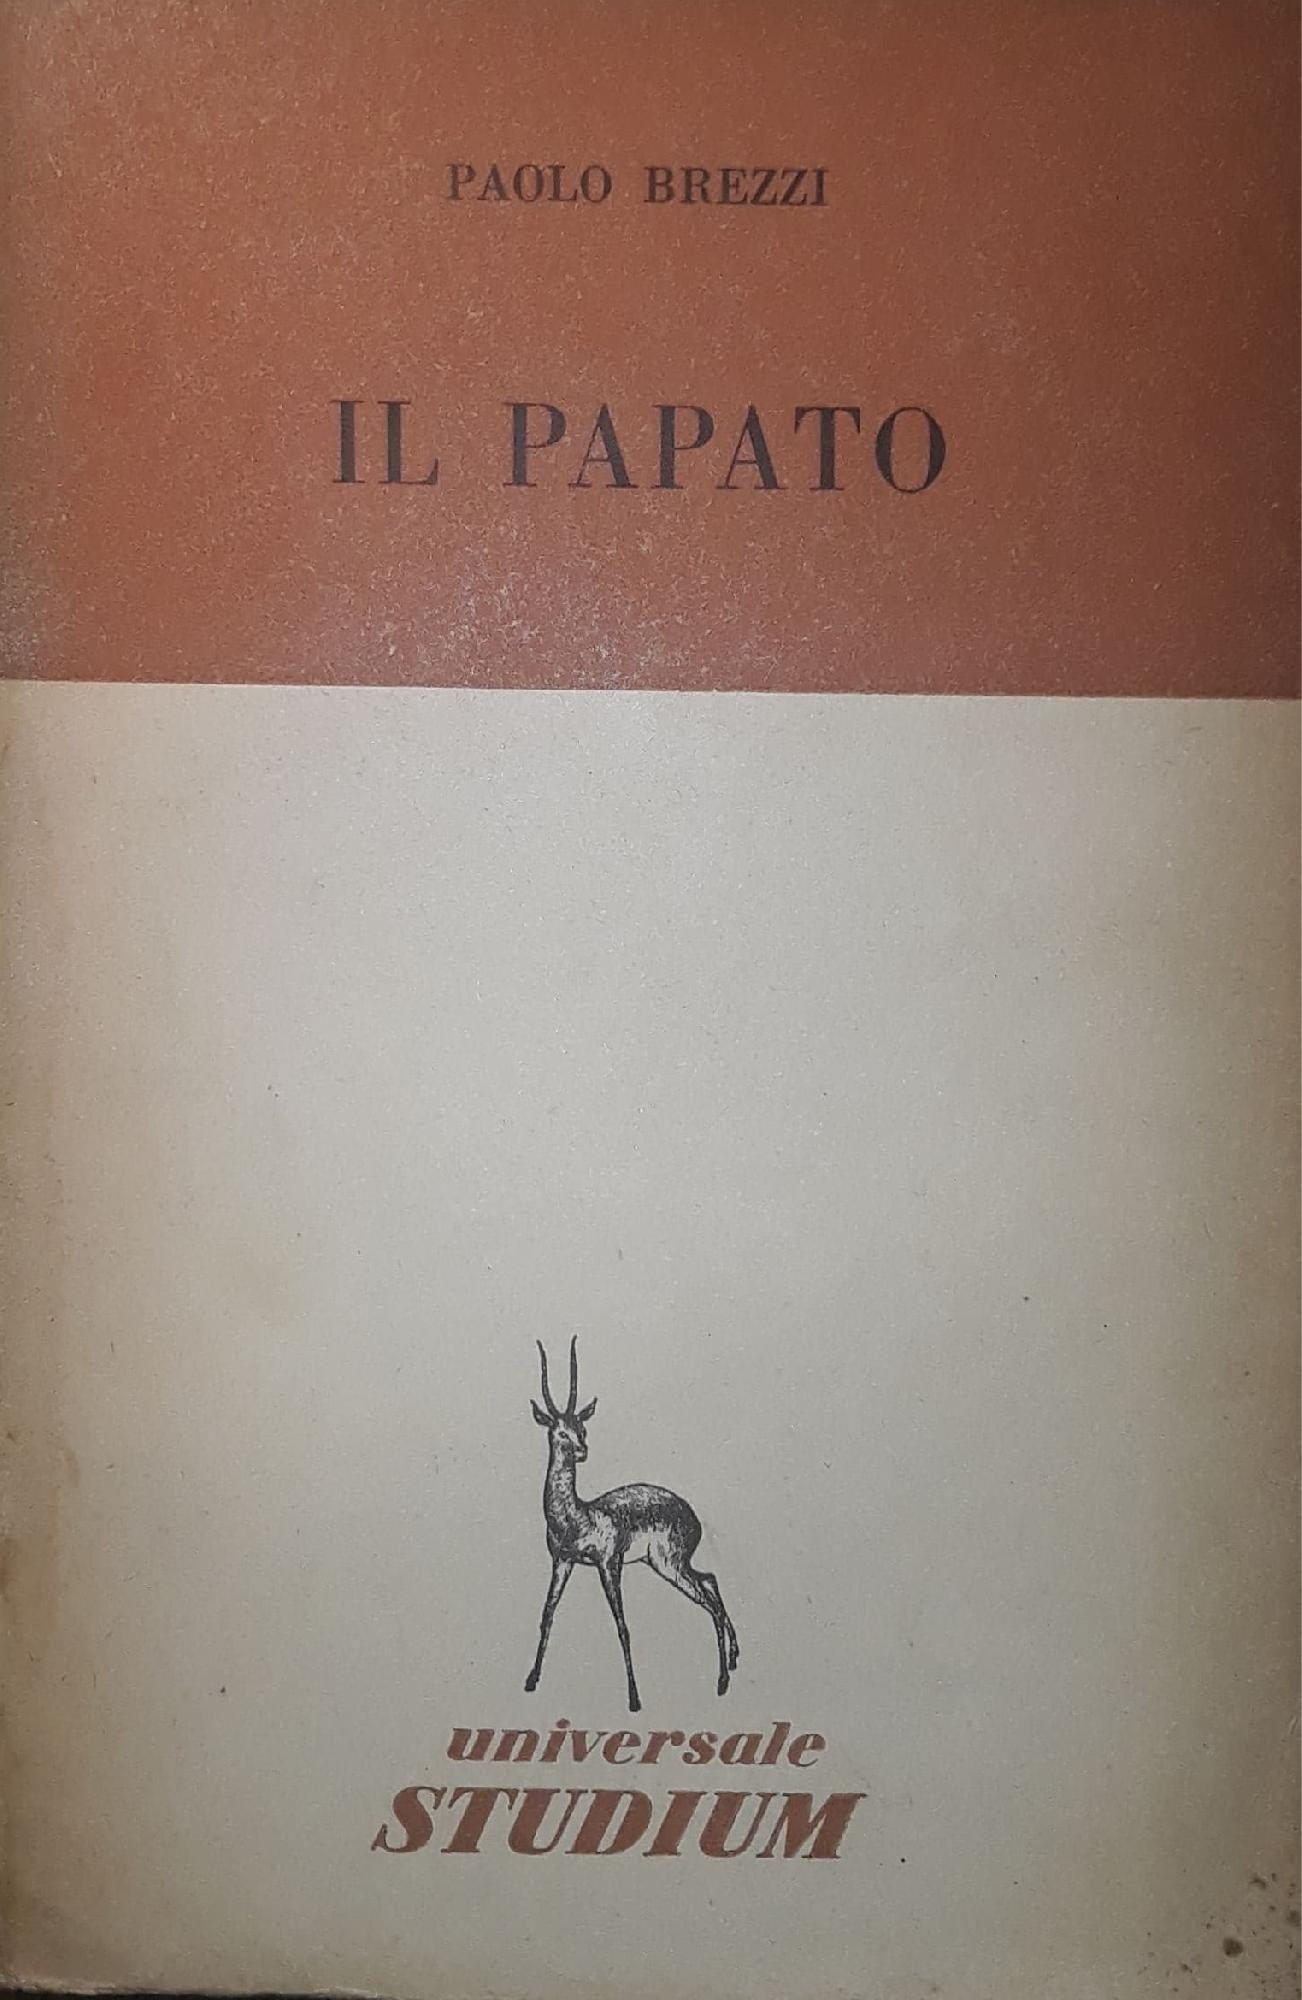 PAOLO BREZZI
IL PAPATO
universale
STUDIUM